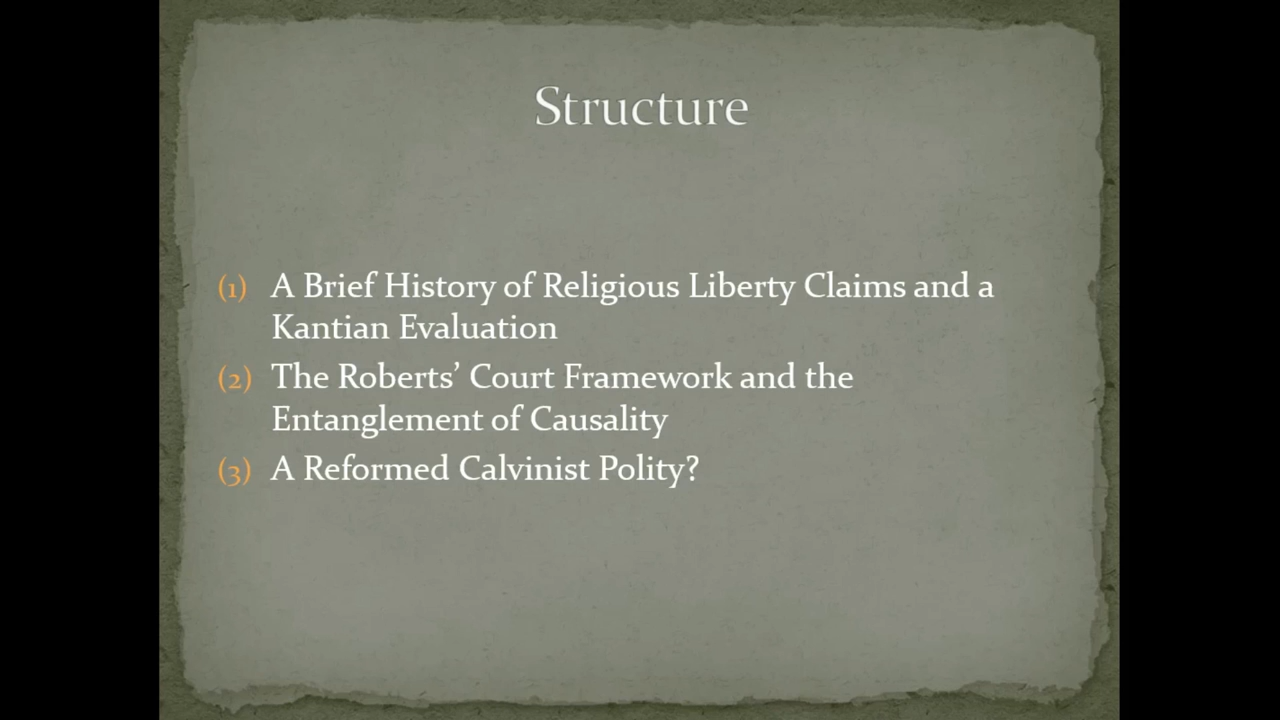 Structure
(1) A Brief History of Religious Liberty Claims and a
Kantian Evaluation
(2) The Roberts’ Court Framework and the
Entanglement of Causality
(3) A Reformed Calvinist Polity?